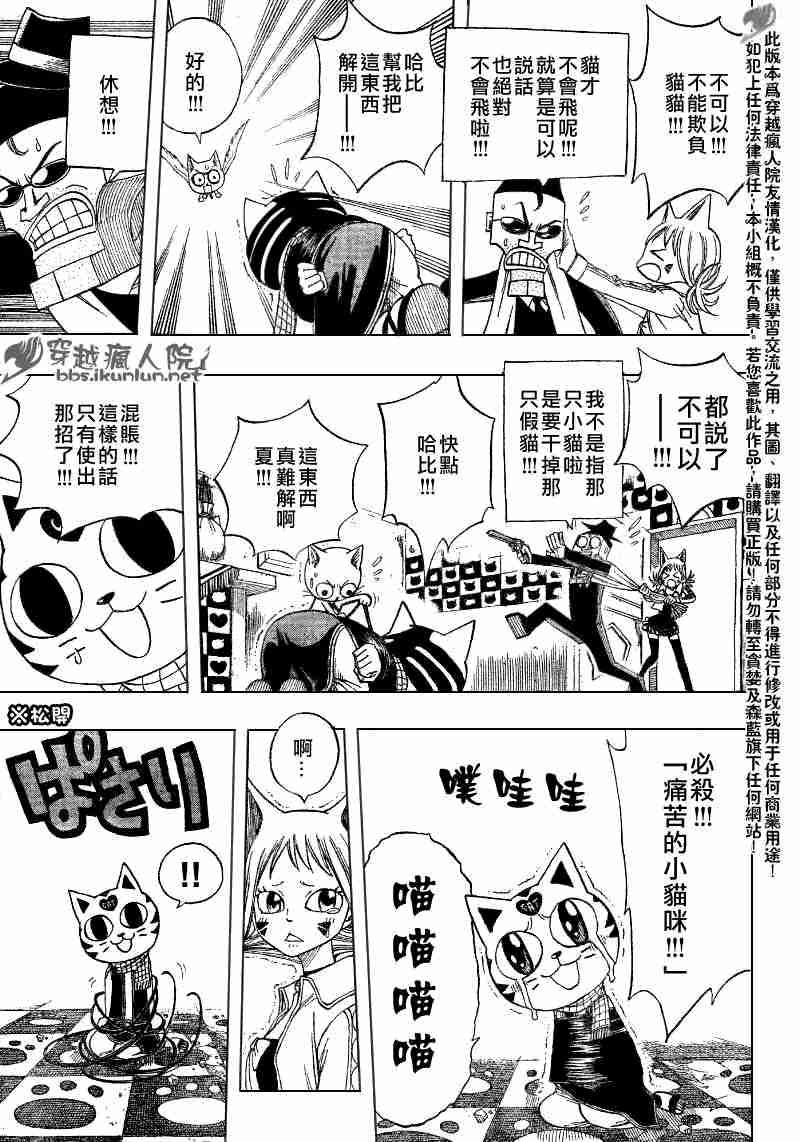 此版本爲穿越瘋人院友情漢化，僅供學習交流之用，其圖、翻譯以及任何部分不得進行修改或用于任何商業用途！
如犯上任何法律責任，本小組概不負責。若您喜歡此作品，請購買正版！請勿轉至貪婪及森藍旗下任何網站！
不可以!!!
不能欺負
貓貓!!!
貓才
不會飛呢!!!
就算是可以
說話
也絕對
不會飛啦!!!
哈比
幫我把
這東西
解開—!!!
好的!!!
休想!!!
穿越瘋人院
bbs.ikunlun.net
都説了
不可以
—!!!
我不是指那
只小貓啦
是要干掉那
只假貓!!!
快點
哈比!!!
這東西
真難解啊
夏!!!
混賬!!!
這樣的話
只有使出
那招了!!!
必殺!!!
「痛苦的小貓咪!!!」
噗哇哇
喵喵喵喵
啊…
※松開
ぱさり
!!
CAT